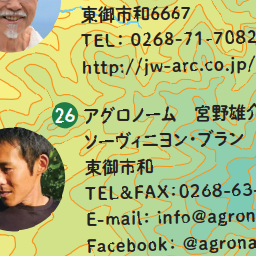 東御市和6667
TEL: 0268-71-7082
http://jw-arc.co.jp/
26 アグロノーム 宮野雄介
ソーヴィニヨン・ブラン
東御市和
TEL&FAX:0268-63-
E-mail: info@agrona
Facebook: @agrona